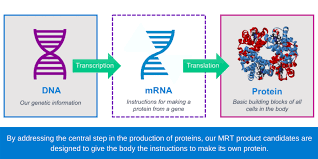 Transcription
Translation
DNA
Our genetic information
mRNA
Instructions for making a
protein from a gene
Protein
Basic building blocks of all
cells in the body
By addressing the central step in the production of proteins, our MRT product candidates are
designed to give the body the instructions to make its own protein.